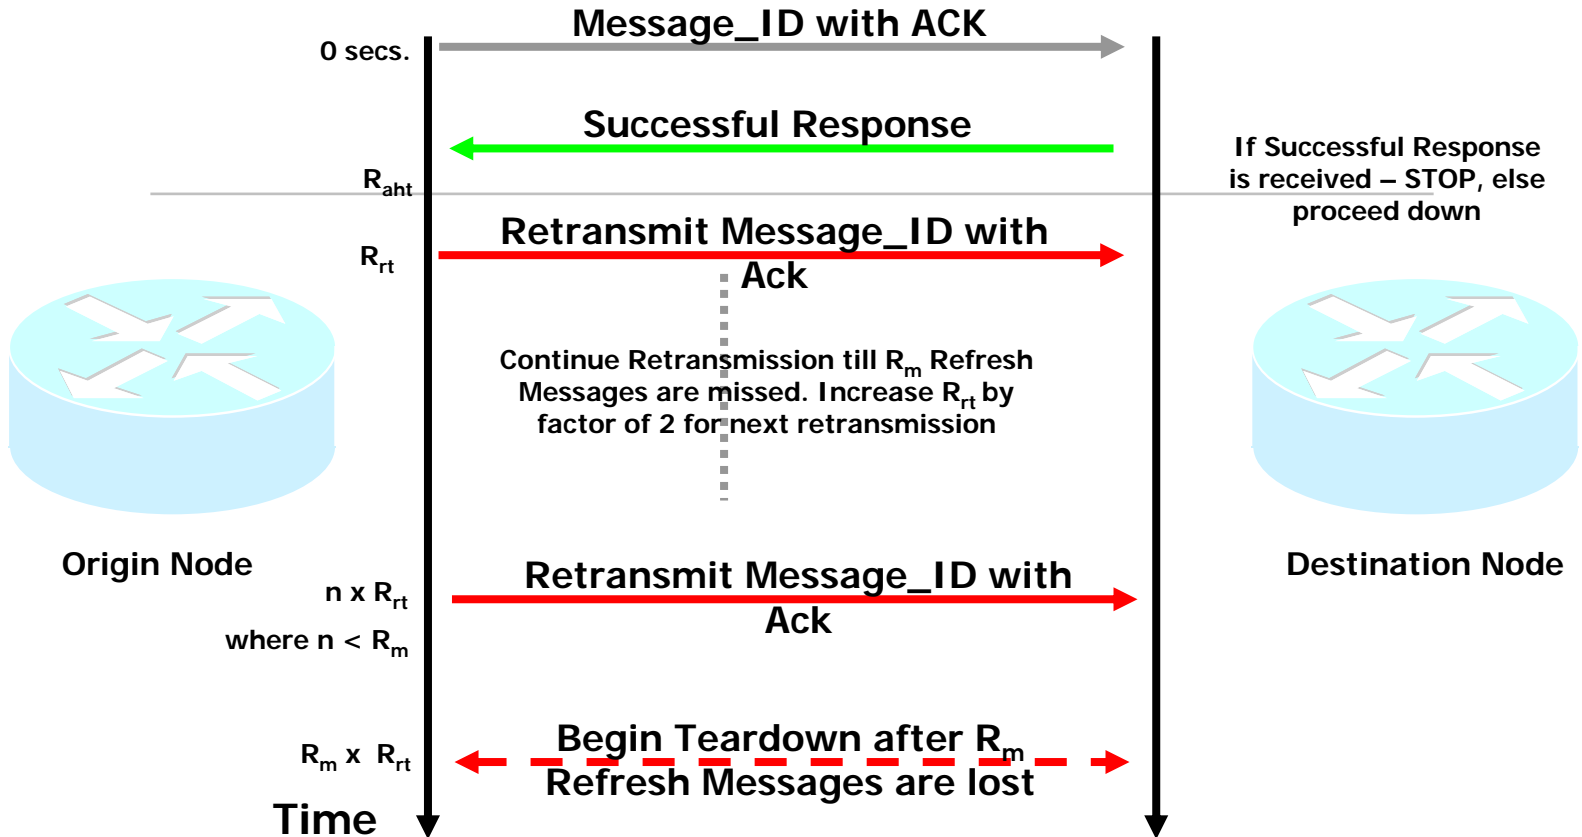 Message_ID with ACK
0 secs.
Successful Response
If Successful Response
is received – STOP, else
proceed down
Raht
Retransmit Message_ID with
Ack
Rrt
Continue Retransmission till Rm Refresh
Messages are missed. Increase Rrt by
factor of 2 for next retransmission
Origin Node
Destination Node
Retransmit Message_ID with
Ack
n x Rrt
where n < Rm
Begin Teardown after Rm
Refresh Messages are lost
Rm x Rrt
Time